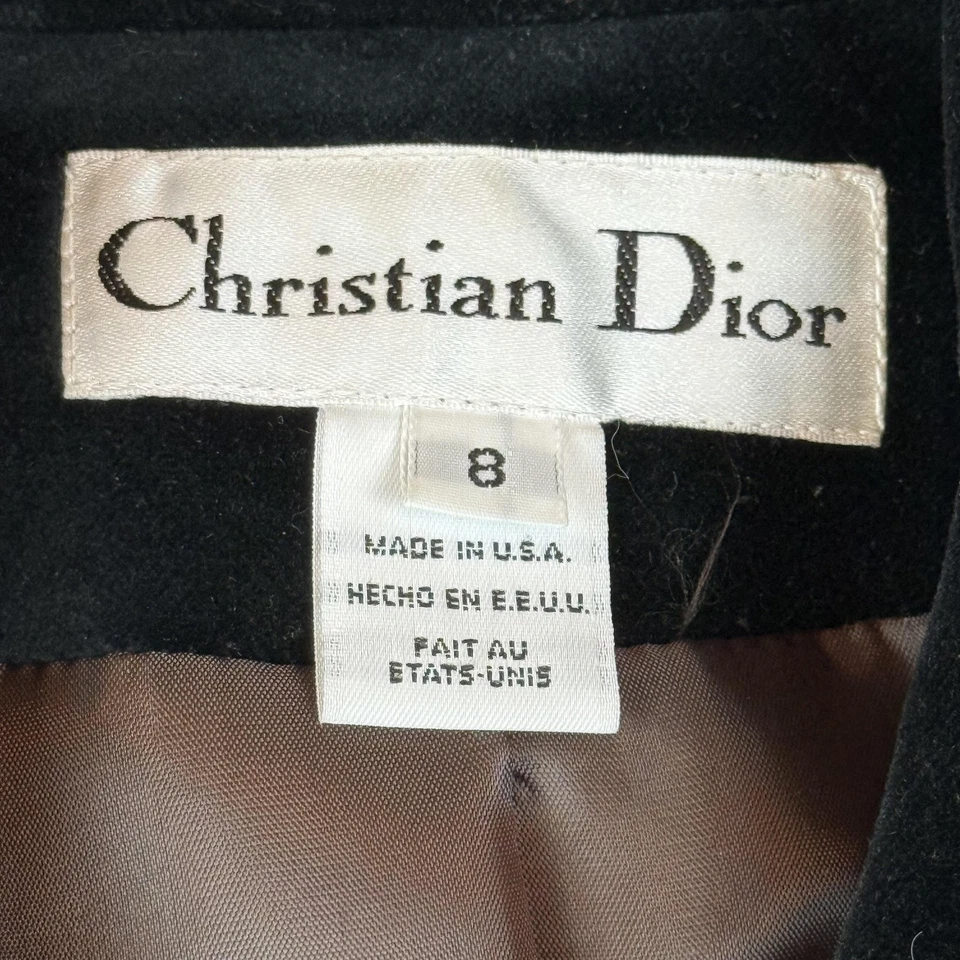 Christian Dior
8
MADE IN U.S.A.
HECHO EN E.E.U.U.
FAIT AU
ETATS-UNIS